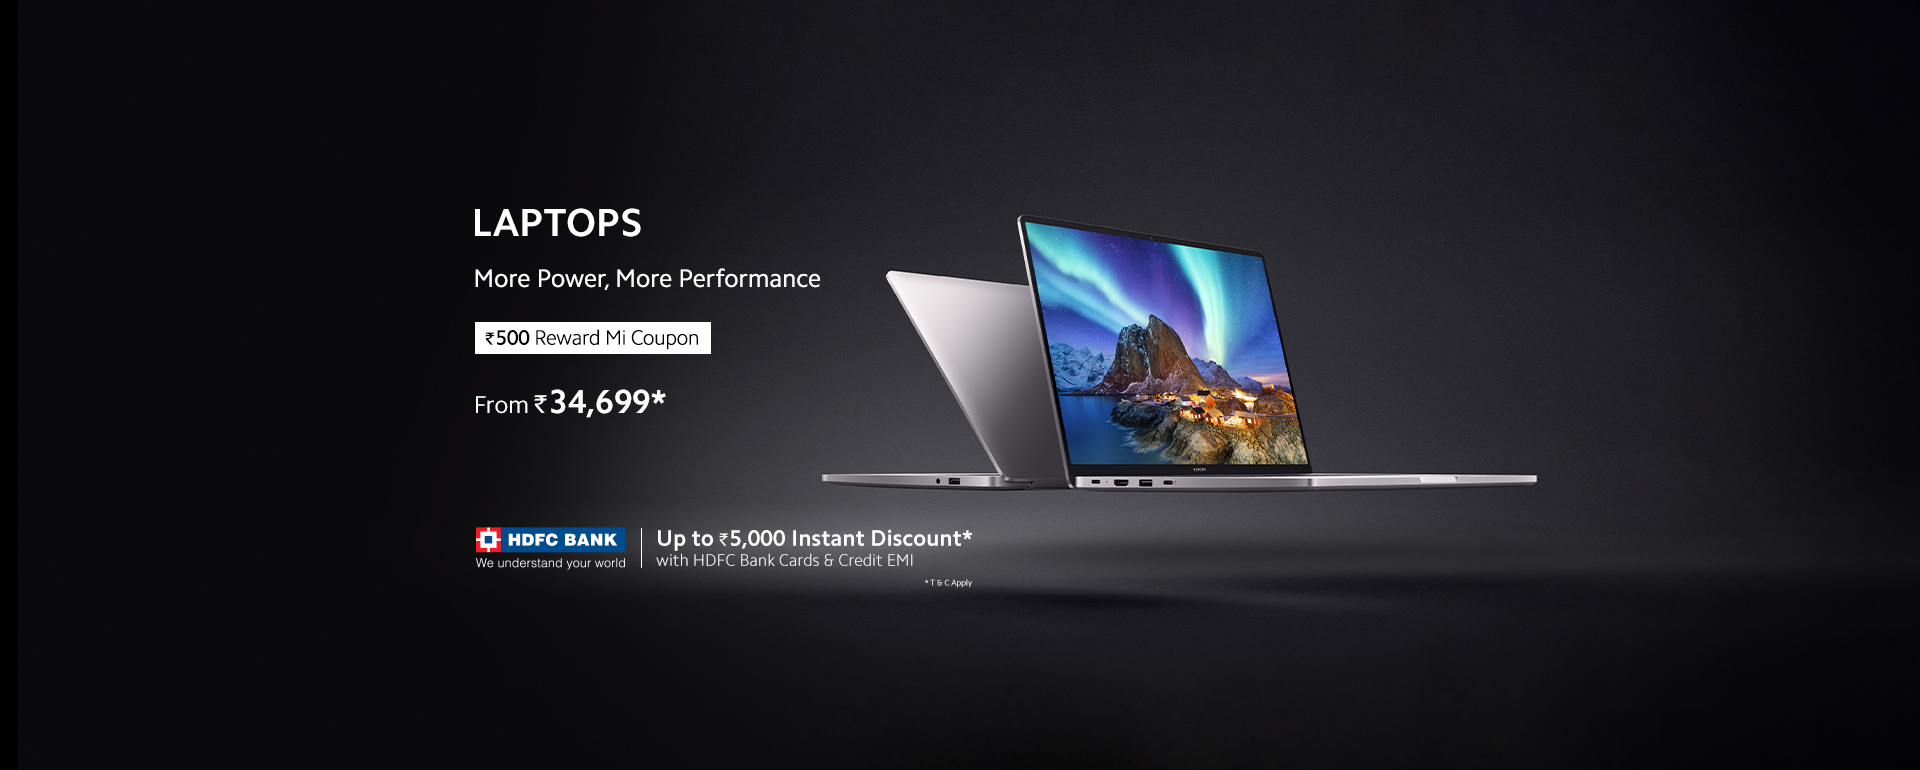 LAPTOPS
More Power, More Performance
₹500 Reward Mi Coupon
From ₹34,699*
HDFC BANK
We understand your world
Up to ₹5,000 Instant Discount*
with HDFC Bank Cards & Credit EMI
*T & C Apply
xiaomi